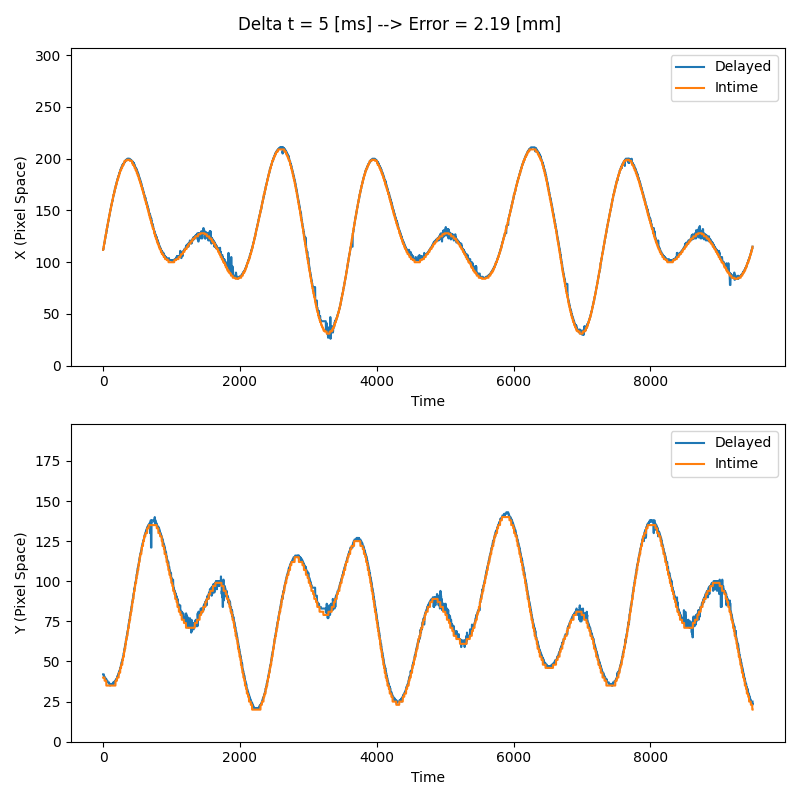 Delta t = 5 [ms] --> Error = 2.19 [mm]
300
250
200
150
100
50
0
X (Pixel Space)
Delayed
Intime
0 2000 4000 6000 8000
Time
175
150
125
100
75
50
25
0
Y (Pixel Space)
Delayed
Intime
0 2000 4000 6000 8000
Time